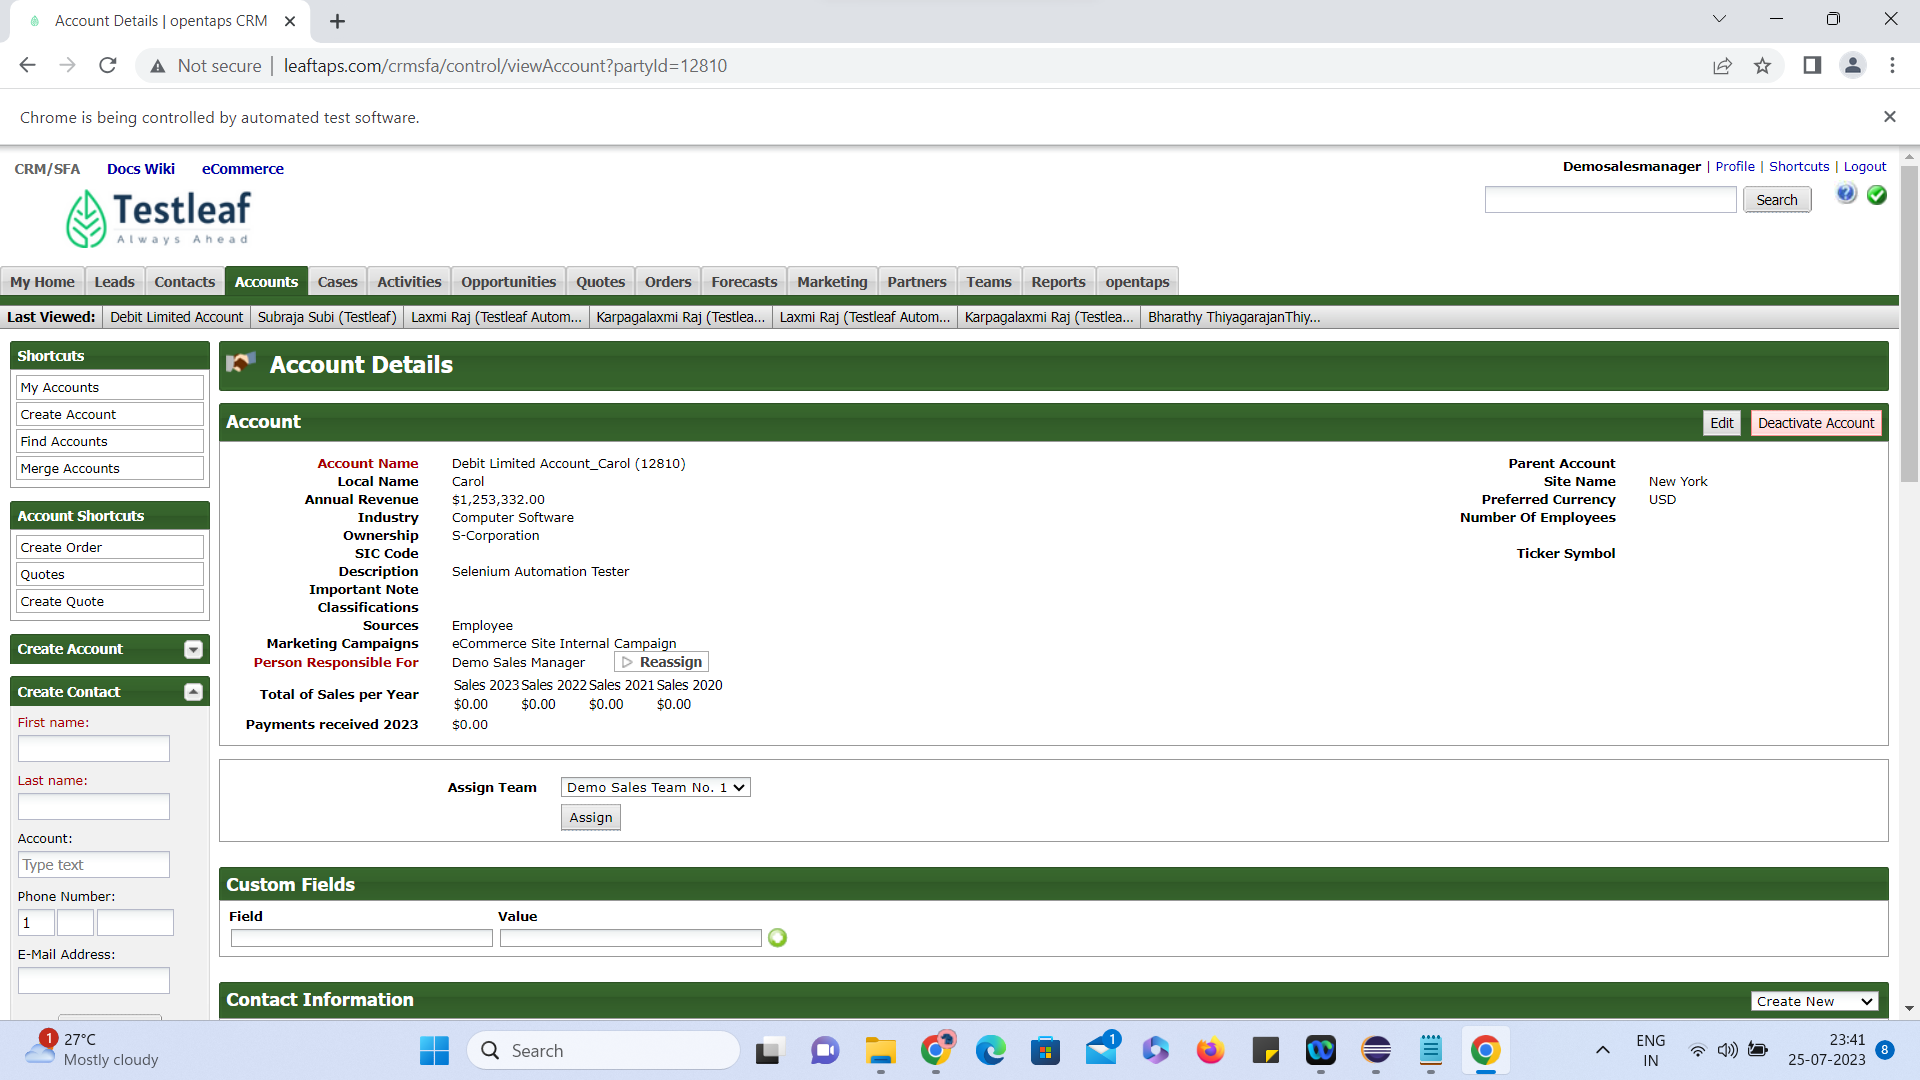 Account Details | opentaps CRM
Not secure
leaftaps.com/crmsfa/control/viewAccount?partyId=12810
Chrome is being controlled by automated test software.
CRM/SFA Docs Wiki eCommerce
Demosalesmanager | Profile | Shortcuts | Logout
Testleaf
Always Ahead
Search
My Home Leads Contacts Accounts Cases Activities Opportunities Quotes Orders Forecasts Marketing Partners Teams Reports opentaps
Last Viewed: Debit Limited Account Subraja Subi (Testleaf) Laxmi Raj (Testleaf Autom... Karpagalaxmi Raj (Testlea... Laxmi Raj (Testleaf Autom... Karpagalaxmi Raj (Testlea... Bharathy ThiyagarajanThiy...
Shortcuts
My Accounts
Create Account
Find Accounts
Merge Accounts
Account Shortcuts
Create Order
Quotes
Create Quote
Create Account
Create Contact
First name:
Last name:
Account:
Type text
Phone Number:
1
E-Mail Address:
Account Details
Account
Edit Deactivate Account
Account Name Debit Limited Account_Carol (12810)
Local Name Carol
Annual Revenue $1,253,332.00
Industry Computer Software
Ownership S-Corporation
SIC Code
Description Selenium Automation Tester
Important Note
Classifications
Sources Employee
Marketing Campaigns eCommerce Site Internal Campaign
Person Responsible For Demo Sales Manager Reassign
Total of Sales per Year
Sales 2023 Sales 2022 Sales 2021 Sales 2020
$0.00 $0.00 $0.00 $0.00
Payments received 2023 $0.00
Parent Account
Site Name New York
Preferred Currency USD
Number Of Employees
Ticker Symbol
Assign Team Demo Sales Team No. 1
Assign
Custom Fields
Field Value
Contact Information
Create New
1
27°C
Mostly cloudy
Search
1
ENG
IN
23:41
25-07-2023
8